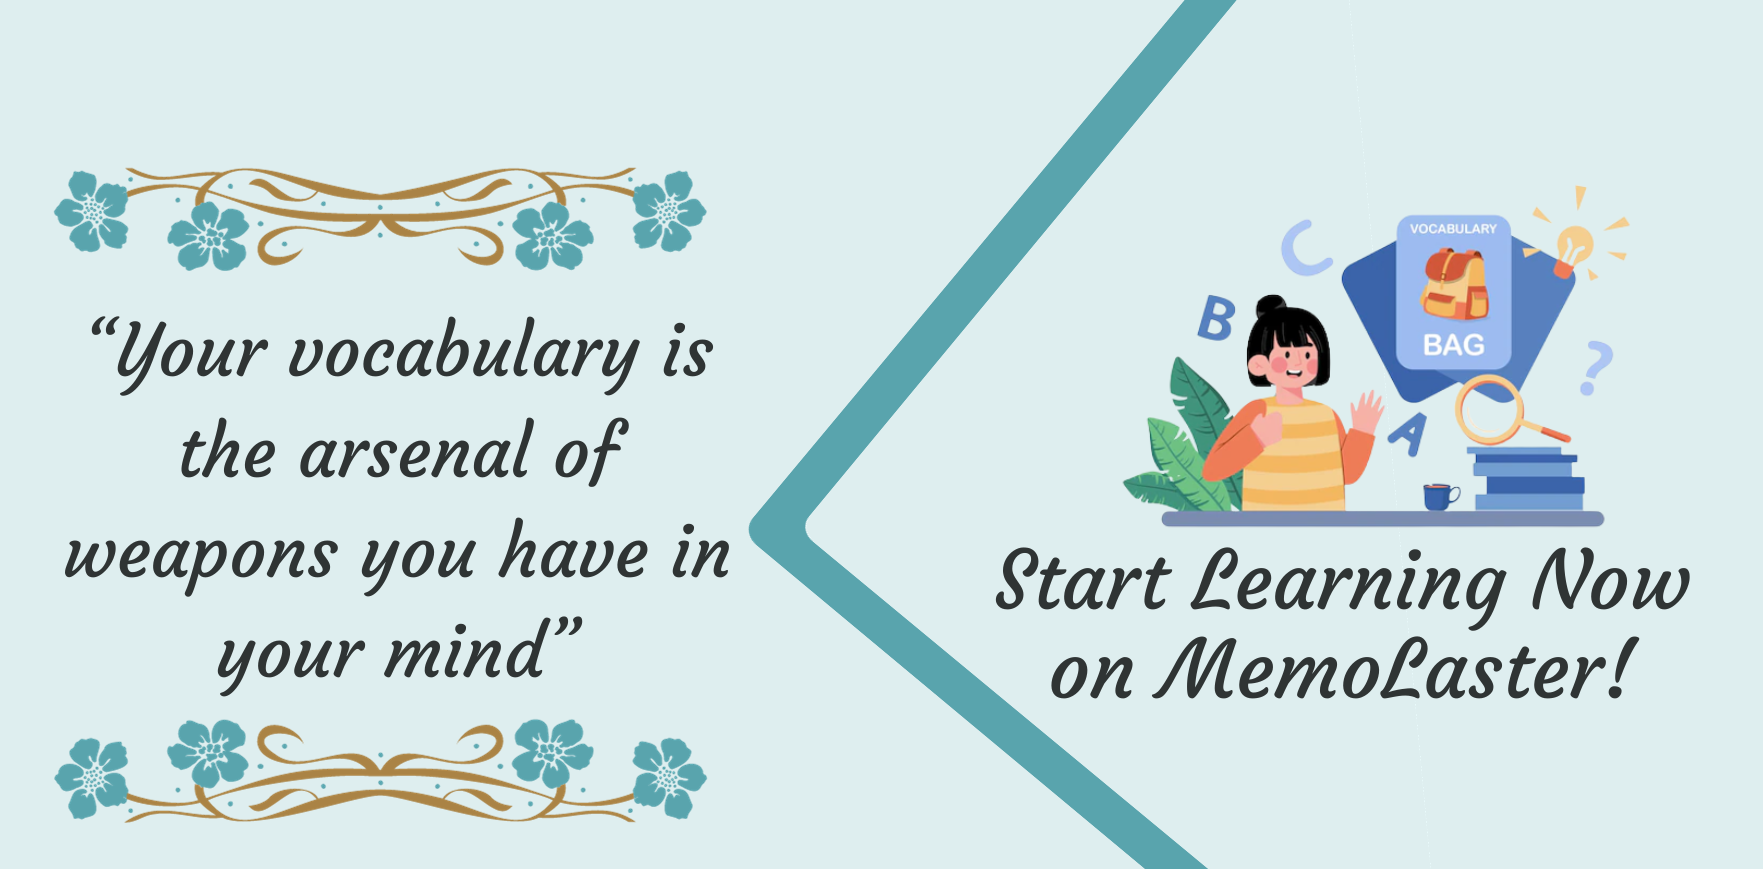 “Your vocabulary is
the arsenal of
weapons you have in
your mind”
C
VOCABULARY
BAG
B
?
A
Start Learning Now
on MemoLaster!